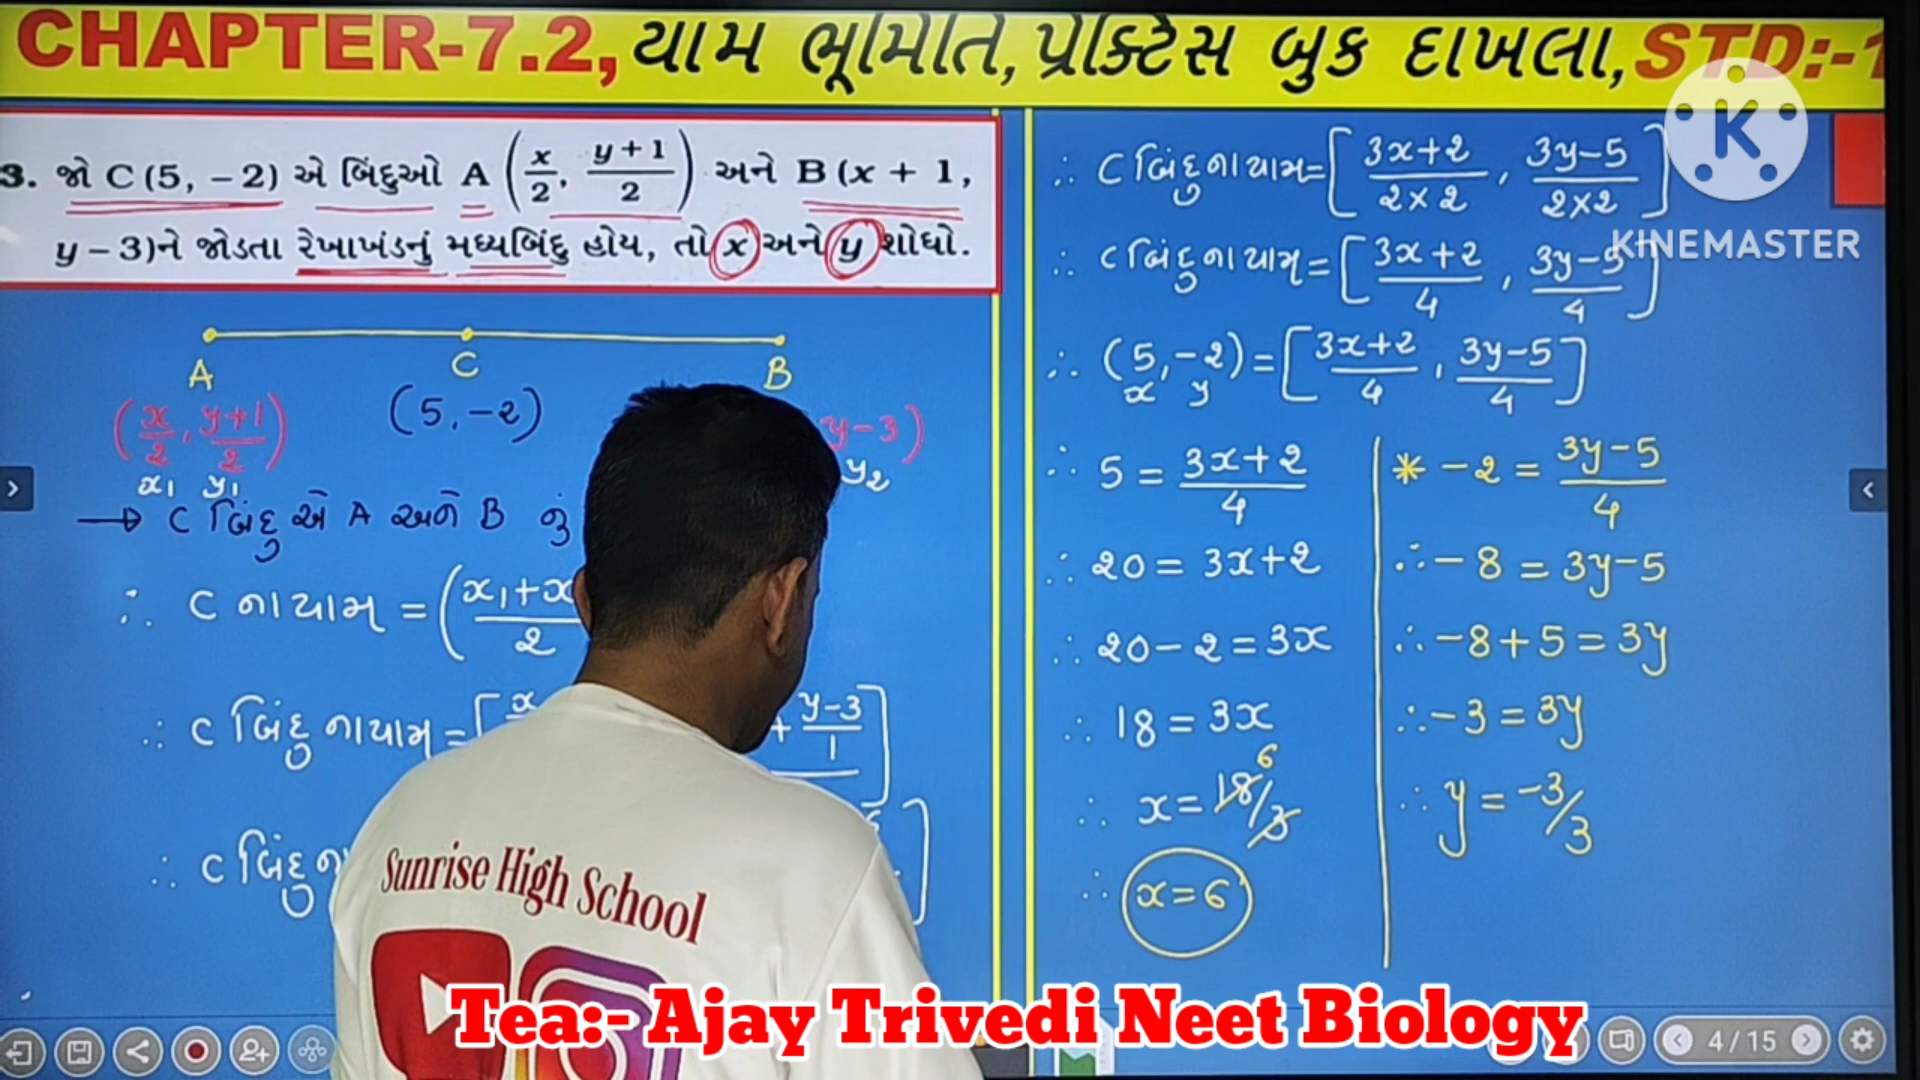 CHAPTER-7.2, યામ ભૂમિતિ, પ્રેક્ટિસ બુક દાખલા, STD:-1
3. જો C (5, – 2) એ બિંદુઓ A (x/2, y + 1/2) અને B (x + 1,
y – 3)ને જોડતા રેખાખંડનું મધ્યબિંદુ હોય, તો x અને y શોધો.
A C B
(x/2, y+1/2) (5, -2) y-3)
x₁ y₁ y₂
→ C બિંદુ એ A અને B નું
∴ C ના યામ = (x₁+x / 2
∴ C બિંદુ ના યામ = [x + y-3/1 ]
∴ C બિંદુ ના
∴ C બિંદુ ના યામ = [3x+2/2×2, 3y-5/2×2]
∴ C બિંદુ ના યામ = [3x+2/4, 3y-5/4]
∴ (5, -2) = [3x+2/4, 3y-5/4]
x y
∴ 5 = 3x+2/4
∴ 20 = 3x+2
∴ 20-2 = 3x
∴ 18 = 3x
∴ x = 18/3 6
∴ x = 6
* -2 = 3y-5/4
∴ -8 = 3y-5
∴ -8+5 = 3y
∴ -3 = 3y
∴ y = -3/3
K
KINEMASTER
Sunrise High School
Tea:- Ajay Trivedi Neet Biology
4 / 15